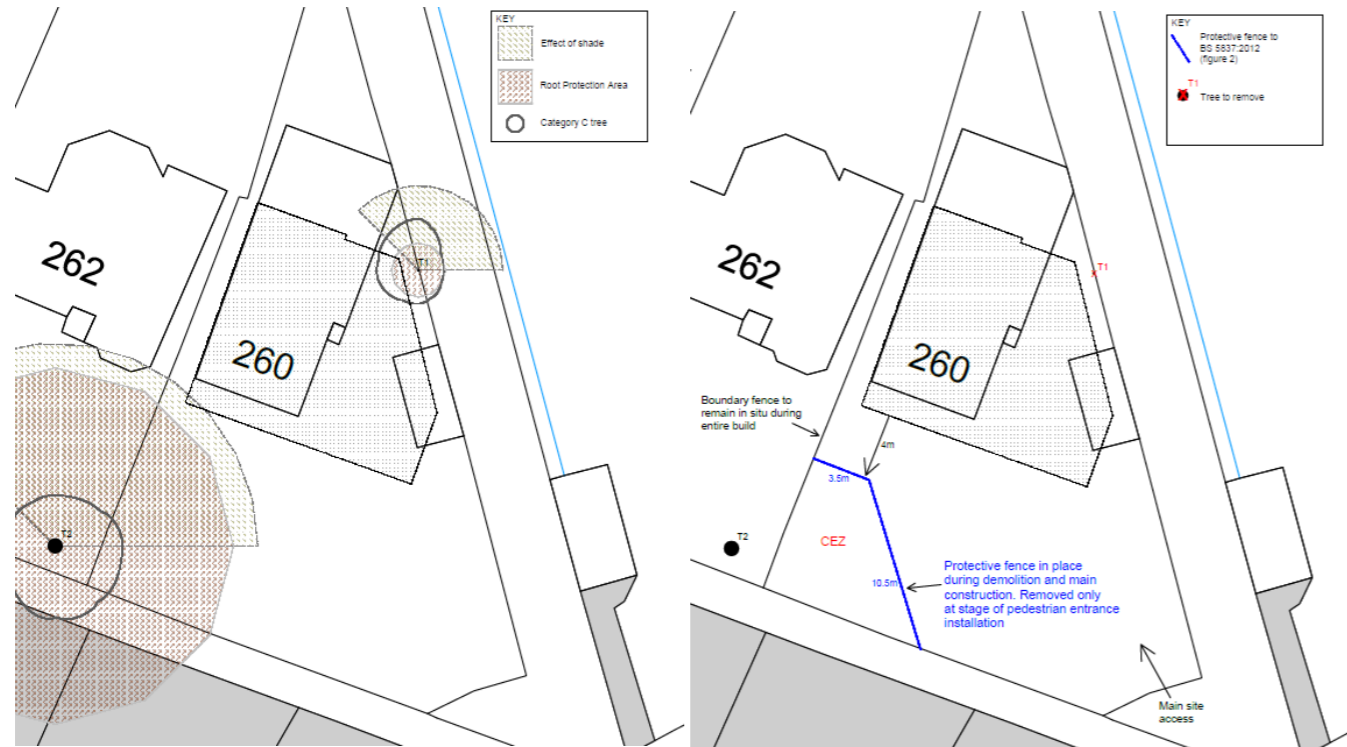 KEY
Effect of shade
Root Protection Area
Category C tree
262
T1
260
T2
KEY
Protective fence to
BS 5837:2012
(figure 2)
T1
Tree to remove
262
T1
260
Boundary fence to
remain in situ during
entire build
4m
3.5m
T2
CEZ
10.5m
Protective fence in place
during demolition and main
construction. Removed only
at stage of pedestrian entrance
installation
Main site
access